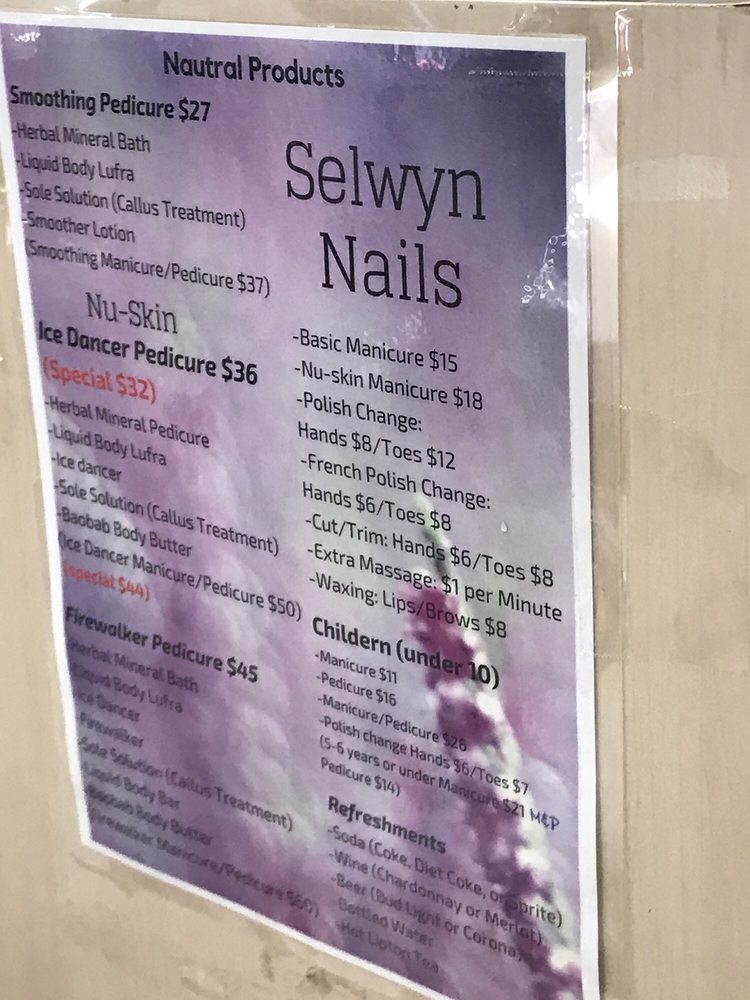 Nautral Products
Smoothing Pedicure $27
-Herbal Mineral Bath
-Liquid Body Lufra
-Sole Solution (Callus Treatment)
-Smoother Lotion
(Smoothing Manicure/Pedicure $37)
Nu-Skin
Ice Dancer Pedicure $36
(Special $32)
-Herbal Mineral Pedicure
-Liquid Body Lufra
-Ice dancer
-Sole Solution (Callus Treatment)
-Baobab Body Butter
(Ice Dancer Manicure/Pedicure $50)
(special $44)
Firewalker Pedicure $45
-Herbal Mineral Bath
-Liquid Body Lufra
-Ice Dancer
-Firewalker
-Sole Solution (Callus Treatment)
-Liquid Body Bar
-Baobab Body Butter
(Firewalker Manicure/Pedicure $60)
Selwyn
Nails
-Basic Manicure $15
-Nu-skin Manicure $18
-Polish Change:
Hands $8/Toes $12
-French Polish Change:
Hands $6/Toes $8
-Cut/Trim: Hands $6/Toes $8
-Extra Massage: $1 per Minute
-Waxing: Lips/Brows $8
Childern (under 10)
-Manicure $11
-Pedicure $16
-Manicure/Pedicure $26
-Polish change Hands $6/Toes $7
(5-6 years or under Manicure $21 M&P
Pedicure $14)
Refreshments
-Soda (Coke, Diet Coke, or Sprite)
-Wine (Chardonnay or Merlot)
-Beer (Bud Light or Corona)
-Bottled Water
-Hot Lipton Tea